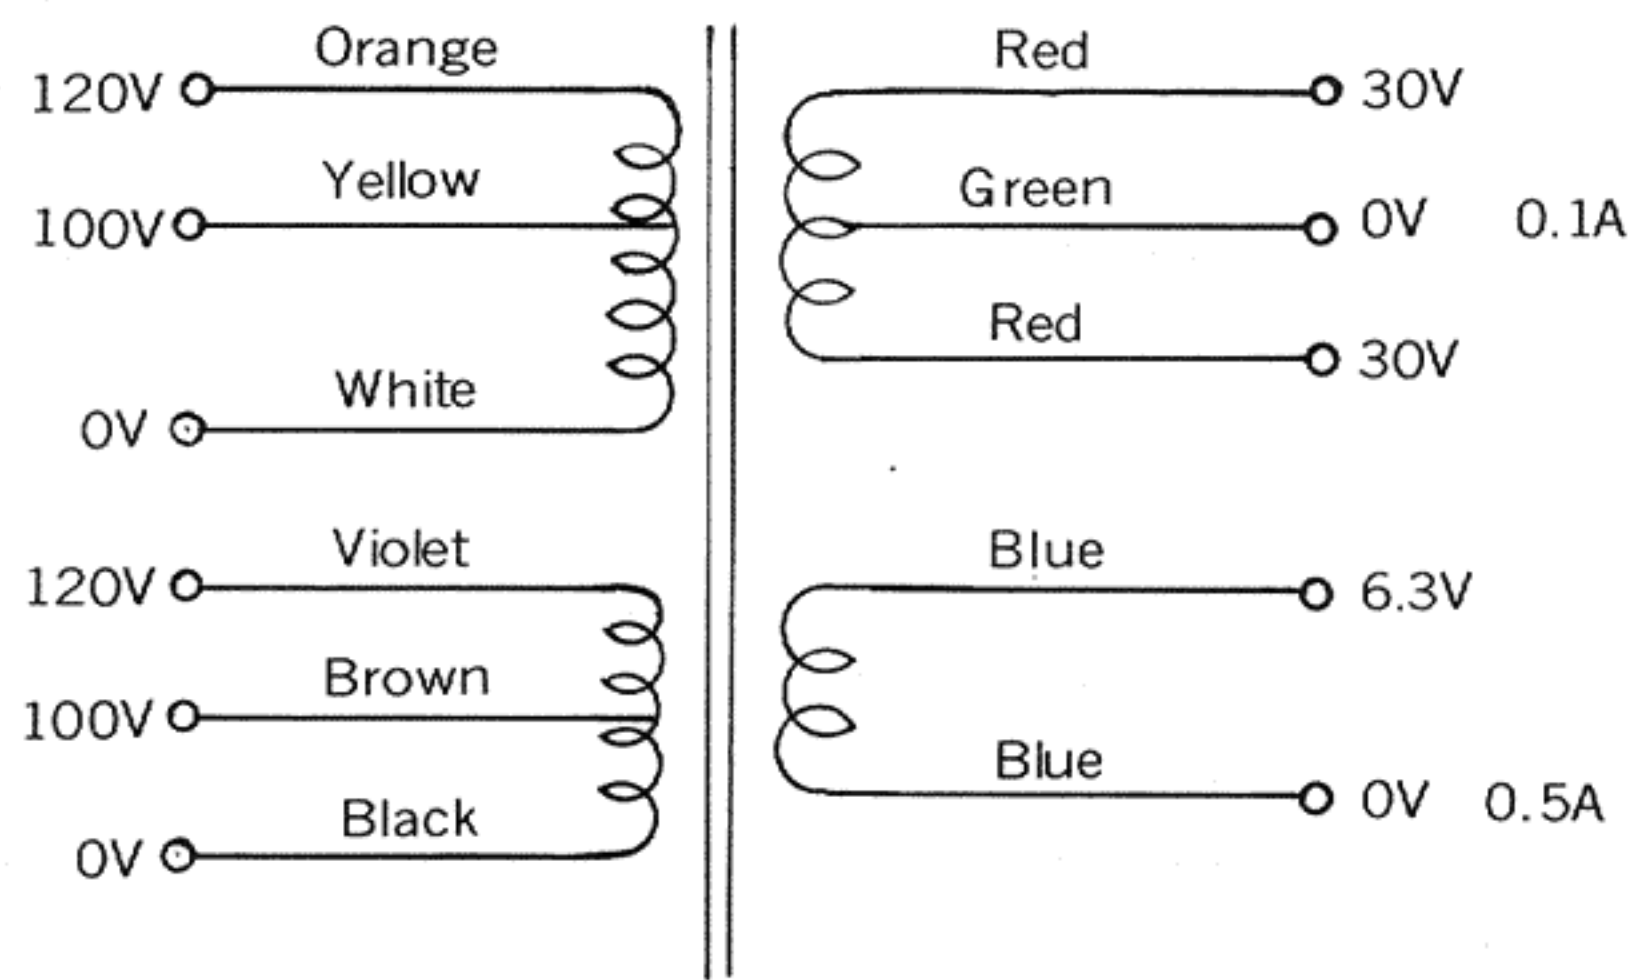 Orange
Red
120V
30V
Yellow
Green
100V
0V 0.1A
White
Red
0V
30V
Violet
Blue
120V
6.3V
Brown
100V
Black
Blue
0V
0V 0.5A